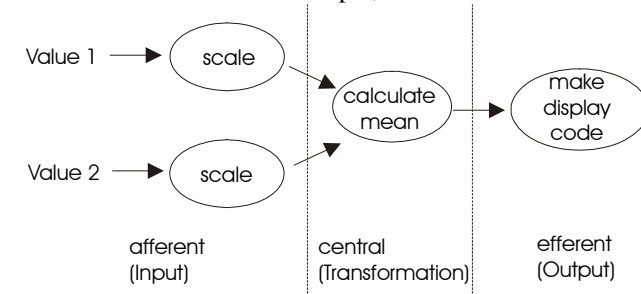 Value 1
scale
calculate
mean
make
display
code
Value 2
scale
afferent
(Input)
central
(Transformation)
efferent
(Output)